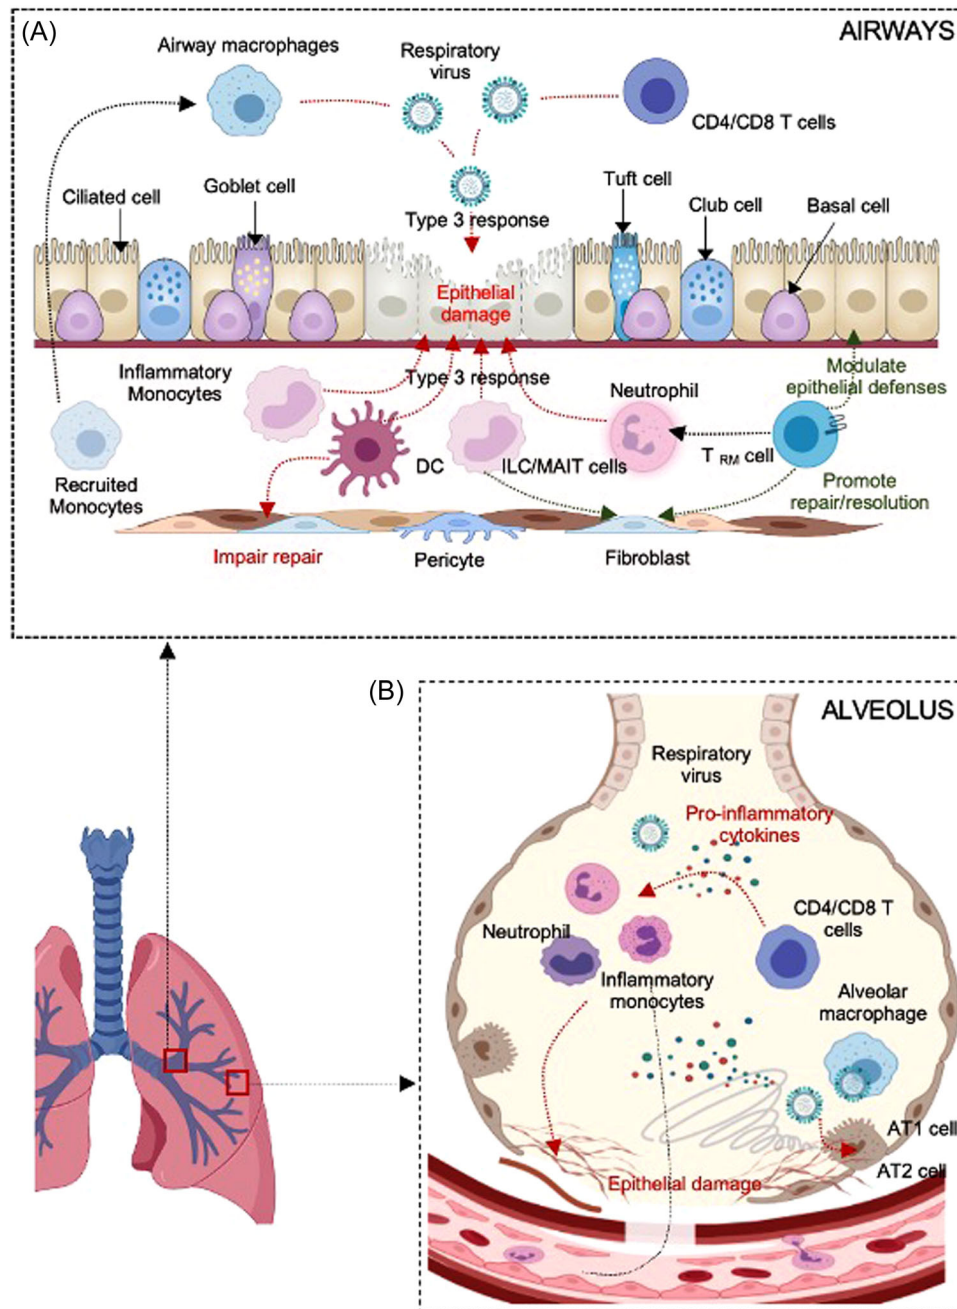 (A)
AIRWAYS
Airway macrophages
Respiratory
virus
CD4/CD8 T cells
Ciliated cell
Goblet cell
Type 3 response
Tuft cell
Club cell
Basal cell
Epithelial
damage
Inflammatory
Monocytes
Type 3 response
Neutrophil
Modulate
epithelial defenses
Recruited
Monocytes
DC
ILC/MAIT cells
T RM cell
Promote
repair/resolution
Impair repair
Pericyte
Fibroblast
(B)
ALVEOLUS
Respiratory
virus
Pro-inflammatory
cytokines
Neutrophil
CD4/CD8 T
cells
Inflammatory
monocytes
Alveolar
macrophage
AT1 cell
AT2 cell
Epithelial damage